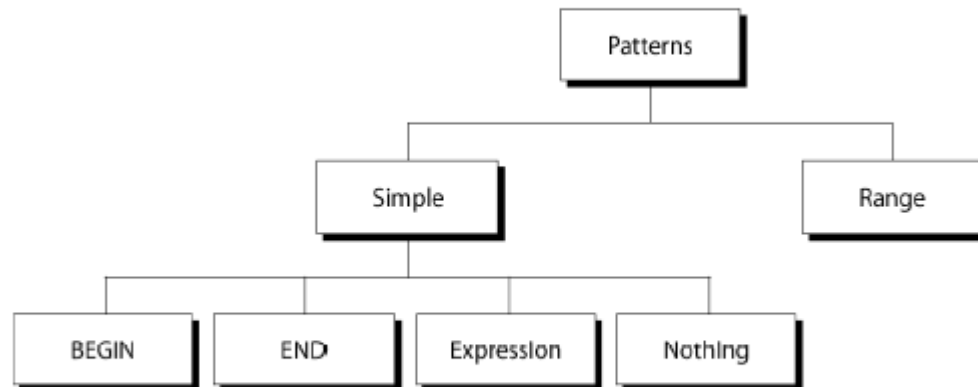 Patterns
Simple
Range
BEGIN
END
Expression
Nothing